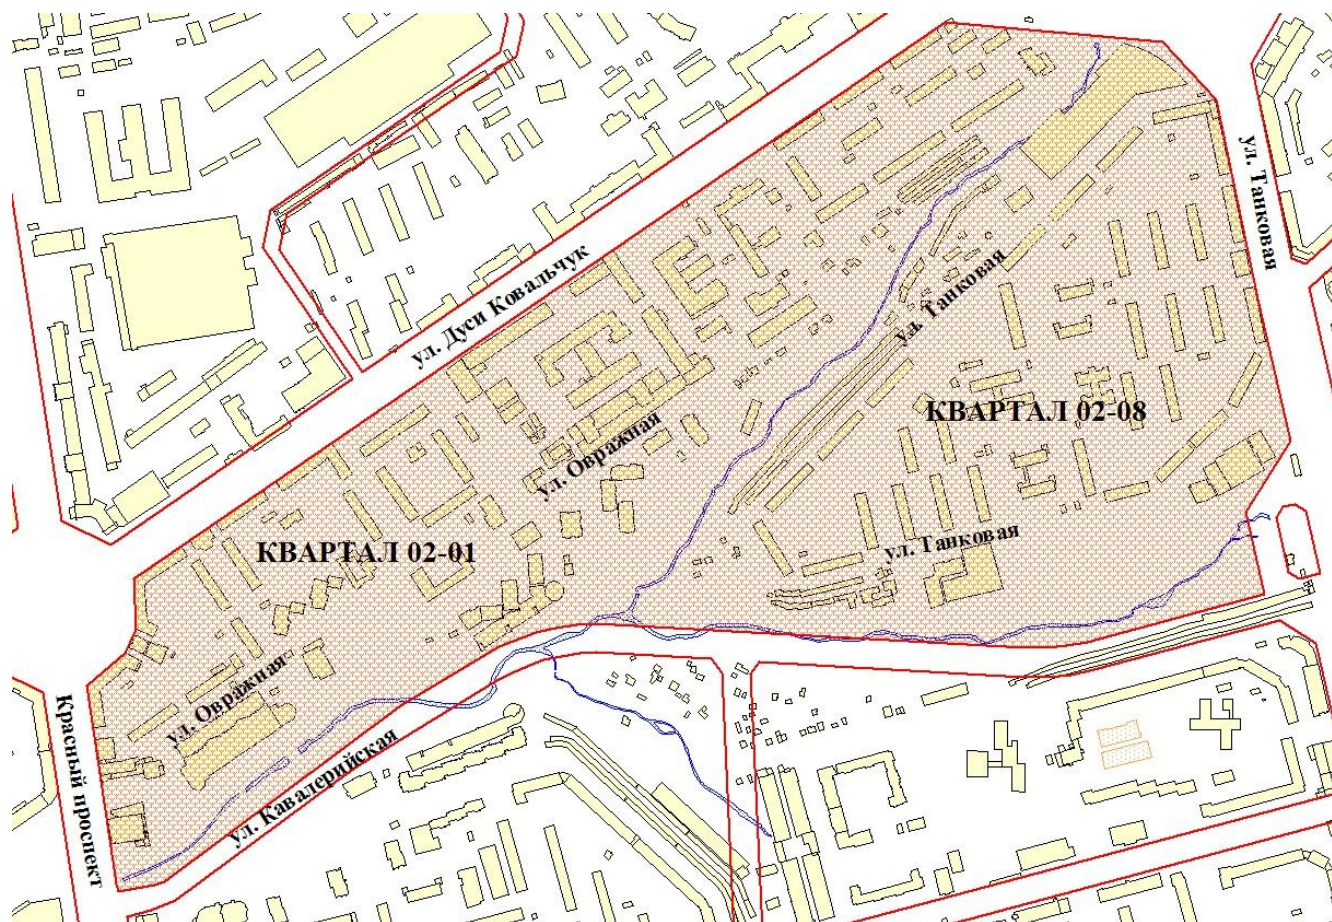 ул. Танковая
ул. Дуси Ковальчук
ул. Танковая
КВАРТАЛ 02-08
ул. Овражная
ул. Танковая
КВАРТАЛ 02-01
ул. Овражная
Красный проспект
ул. Кавалерийская